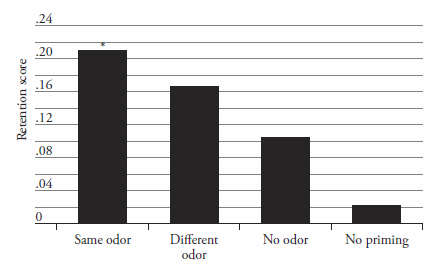 .24
.20
.16
.12
.08
.04
0
Retention score
*
Same odor
Different
odor
No odor
No priming